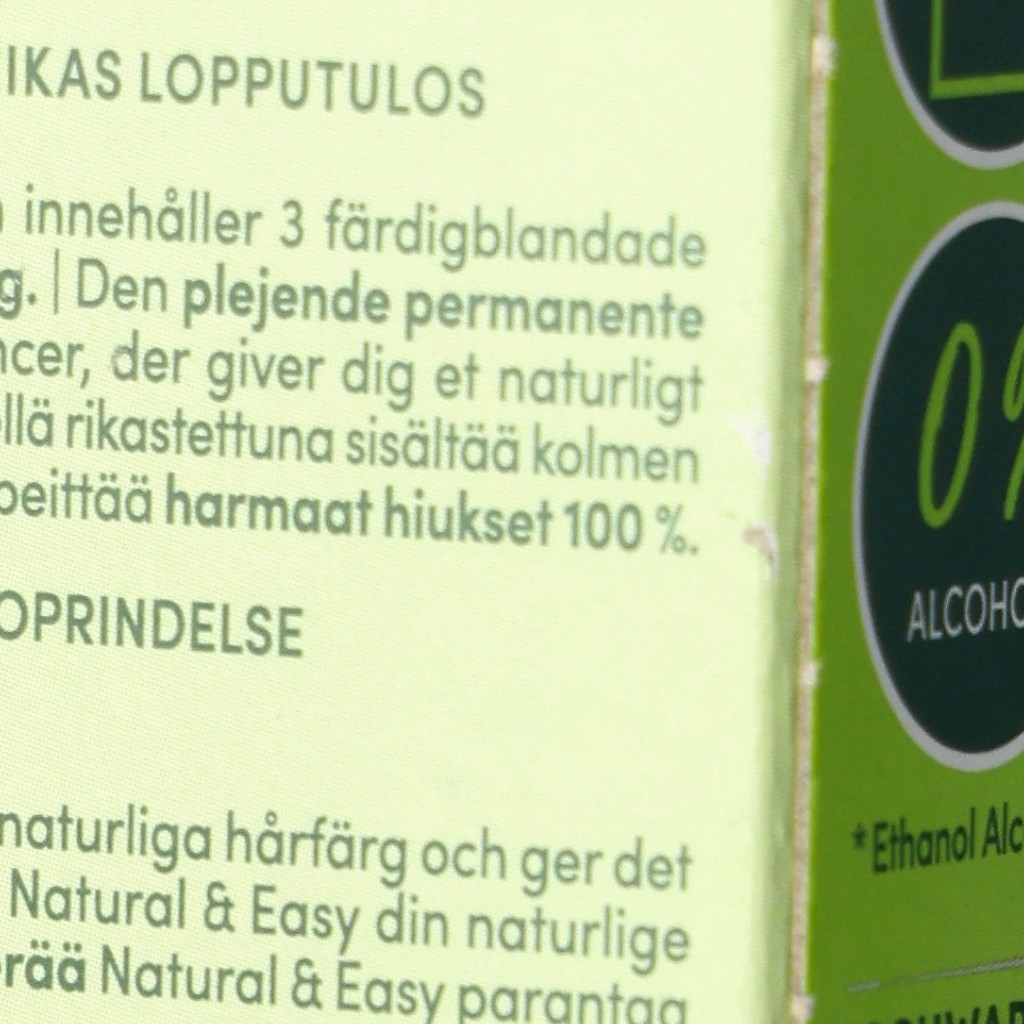 IKAS LOPPUTULOS
innehåller 3 färdigblandade
g. | Den plejende permanente
ncer, der giver dig et naturligt
ellä rikastettuna sisältää kolmen
peittää harmaat hiukset 100 %.
OPRINDELSE
naturliga hårfärg och ger det
Natural & Easy din naturlige
rää Natural & Easy parantaa
0%
ALCOHO
*Ethanol Alc